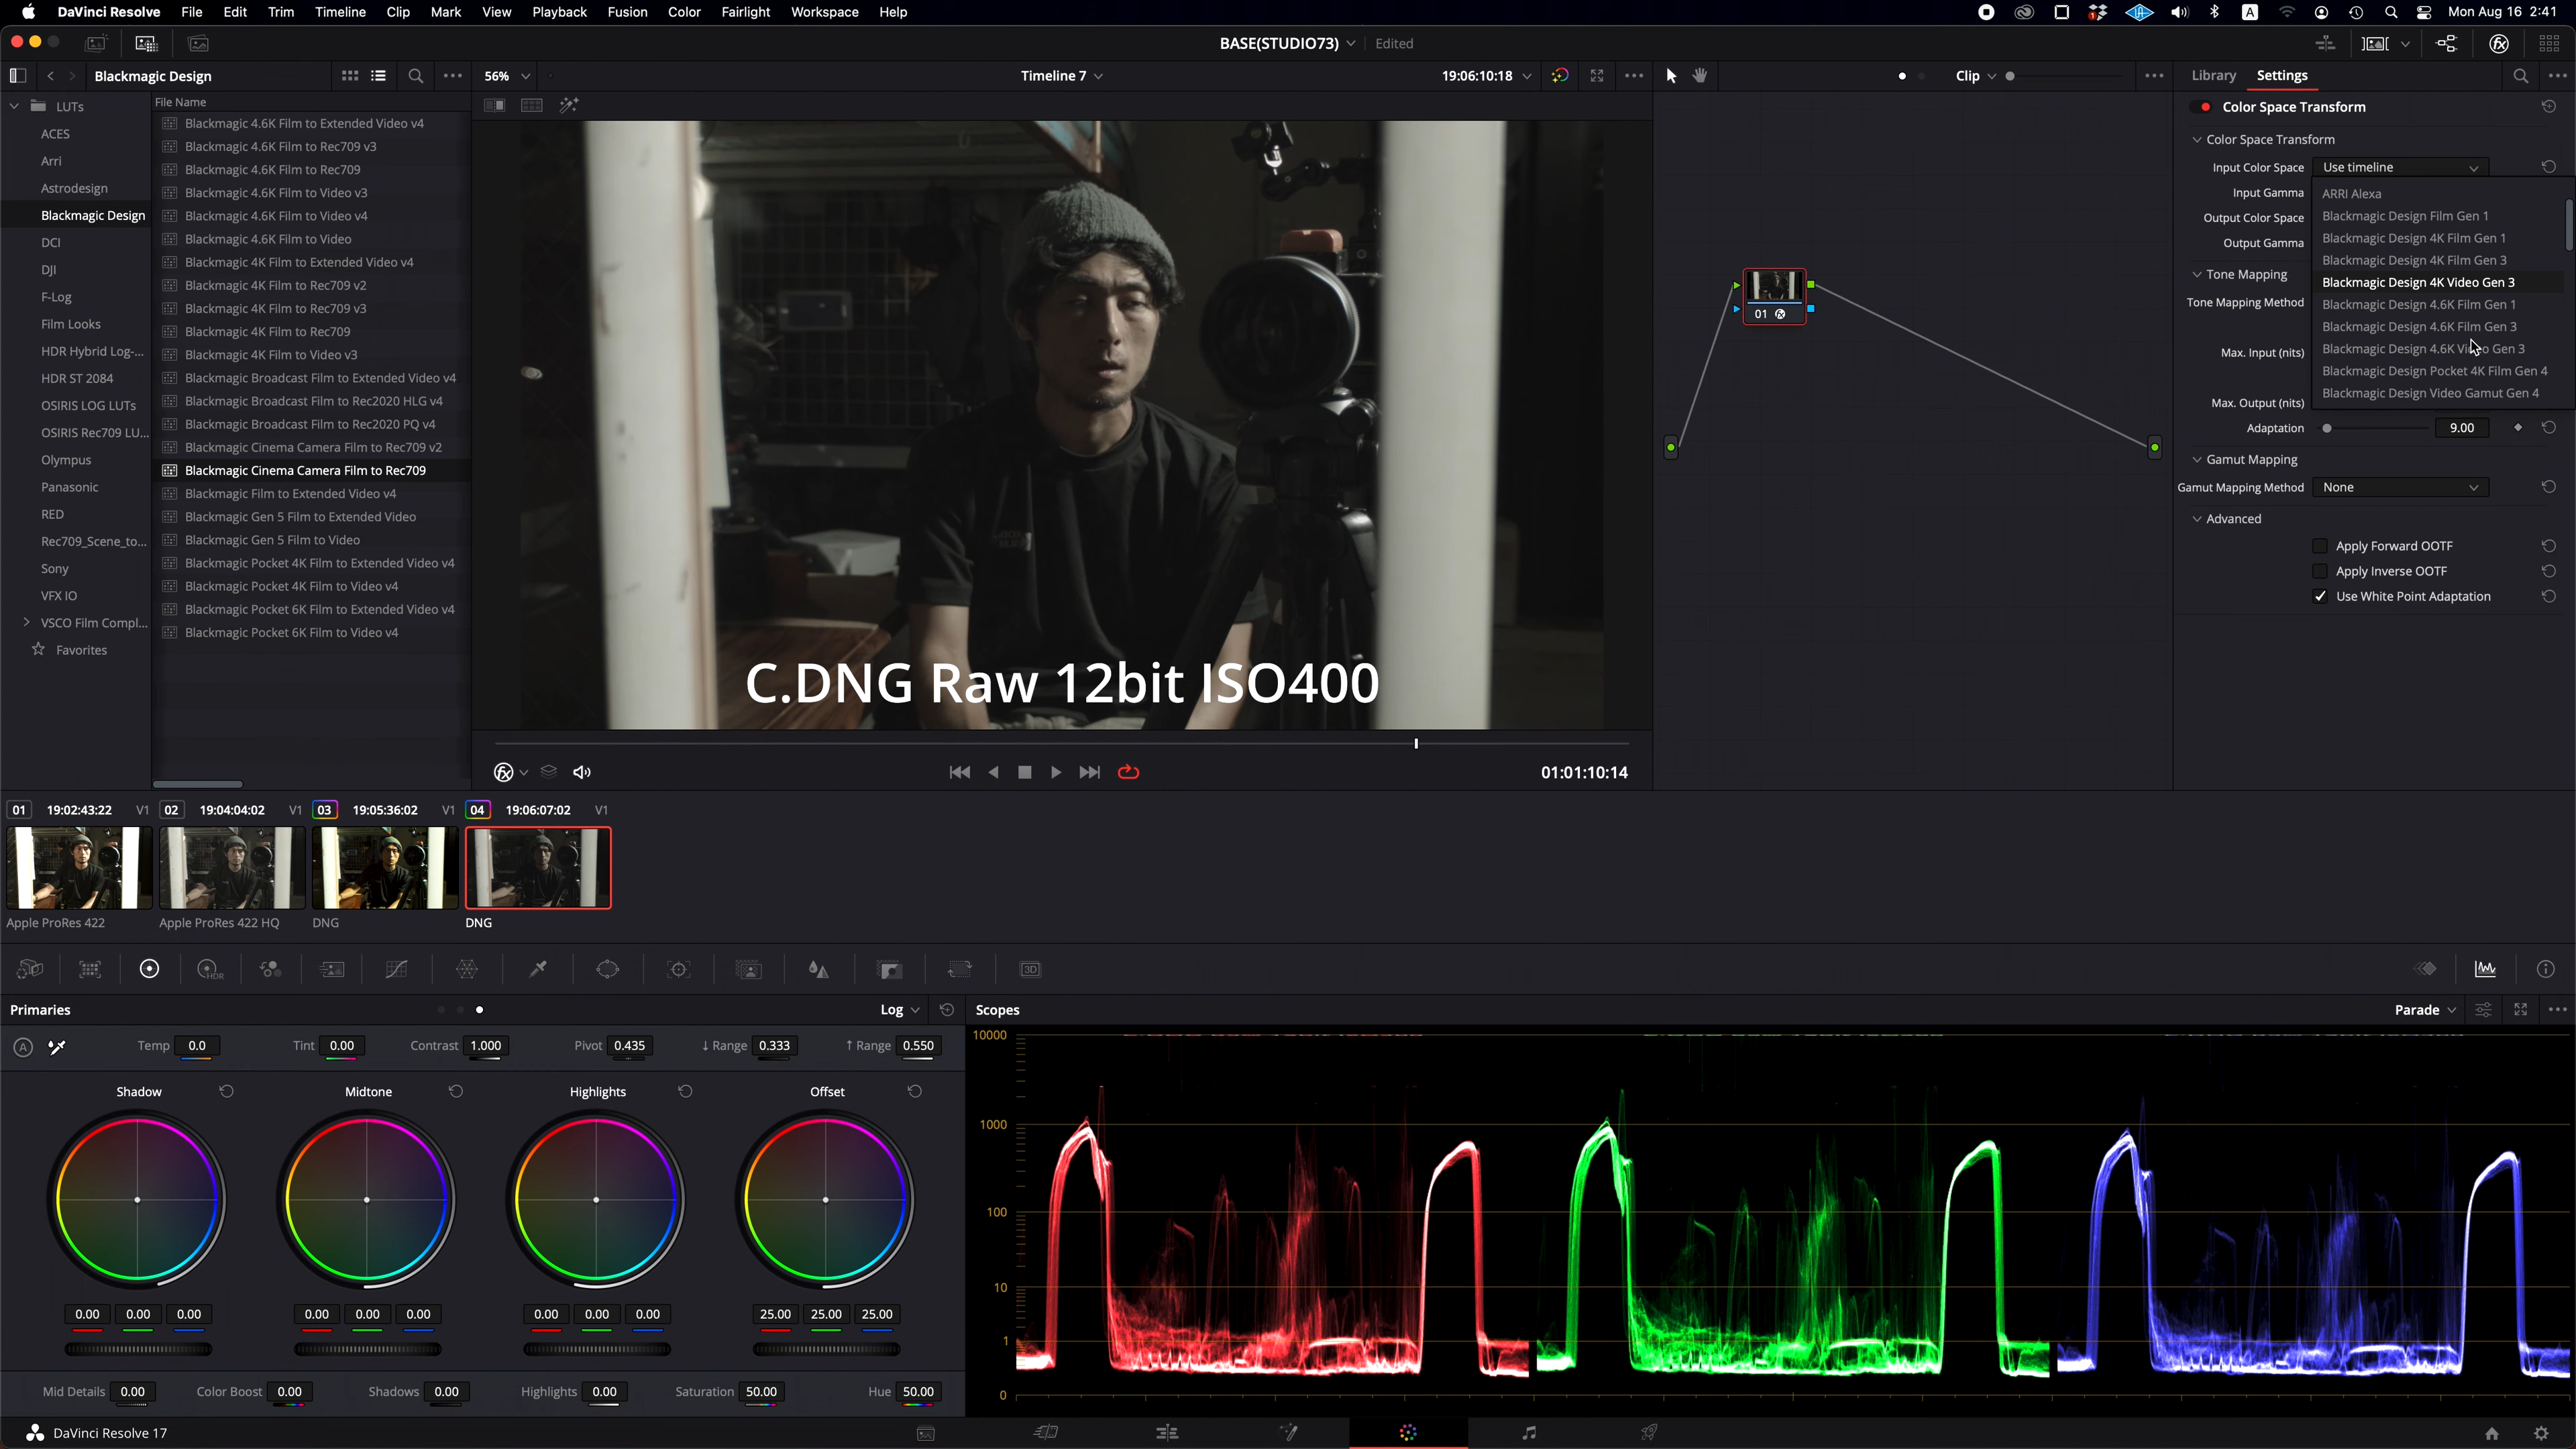 DaVinci Resolve File Edit Trim Timeline Clip Mark View Playback Fusion Color Fairlight Workspace Help
A Mon Aug 16 2:41
BASE(STUDIO73) Edited
Blackmagic Design
56% Timeline 7 19:06:10:18
Clip
Library Settings
LUTs
ACES
Arri
Astrodesign
Blackmagic Design
DCI
DJI
F-Log
Film Looks
HDR Hybrid Log-...
HDR ST 2084
OSIRIS LOG LUTs
OSIRIS Rec709 LU...
Olympus
Panasonic
RED
Rec709_Scene_to...
Sony
VFX IO
VSCO Film Compl...
Favorites
File Name
Blackmagic 4.6K Film to Extended Video v4
Blackmagic 4.6K Film to Rec709 v3
Blackmagic 4.6K Film to Rec709
Blackmagic 4.6K Film to Video v3
Blackmagic 4.6K Film to Video v4
Blackmagic 4.6K Film to Video
Blackmagic 4K Film to Extended Video v4
Blackmagic 4K Film to Rec709 v2
Blackmagic 4K Film to Rec709 v3
Blackmagic 4K Film to Rec709
Blackmagic 4K Film to Video v3
Blackmagic Broadcast Film to Extended Video v4
Blackmagic Broadcast Film to Rec2020 HLG v4
Blackmagic Broadcast Film to Rec2020 PQ v4
Blackmagic Cinema Camera Film to Rec709 v2
Blackmagic Cinema Camera Film to Rec709
Blackmagic Film to Extended Video v4
Blackmagic Gen 5 Film to Extended Video
Blackmagic Gen 5 Film to Video
Blackmagic Pocket 4K Film to Extended Video v4
Blackmagic Pocket 4K Film to Video v4
Blackmagic Pocket 6K Film to Extended Video v4
Blackmagic Pocket 6K Film to Video v4
C.DNG Raw 12bit ISO400
01:01:10:14
01
Color Space Transform
Color Space Transform
Input Color Space Use timeline
Input Gamma
Output Color Space
Output Gamma
Tone Mapping
Tone Mapping Method
Max. Input (nits)
Max. Output (nits)
ARRI Alexa
Blackmagic Design Film Gen 1
Blackmagic Design 4K Film Gen 1
Blackmagic Design 4K Film Gen 3
Blackmagic Design 4K Video Gen 3
Blackmagic Design 4.6K Film Gen 1
Blackmagic Design 4.6K Film Gen 3
Blackmagic Design 4.6K Video Gen 3
Blackmagic Design Pocket 4K Film Gen 4
Blackmagic Design Video Gamut Gen 4
Adaptation 9.00
Gamut Mapping
Gamut Mapping Method None
Advanced
Apply Forward OOTF
Apply Inverse OOTF
Use White Point Adaptation
01 19:02:43:22 V1 02 19:04:04:02 V1 03 19:05:36:02 V1 04 19:06:07:02 V1
Apple ProRes 422 Apple ProRes 422 HQ DNG DNG
HDR
3D
Primaries Log
A Temp 0.0 Tint 0.00 Contrast 1.000 Pivot 0.435 ↓ Range 0.333 ↑ Range 0.550
Shadow Midtone Highlights Offset
0.00 0.00 0.00 0.00 0.00 0.00 0.00 0.00 0.00 25.00 25.00 25.00
Mid Details 0.00 Color Boost 0.00 Shadows 0.00 Highlights 0.00 Saturation 50.00 Hue 50.00
Scopes Parade
10000
1000
100
10
1
0
DaVinci Resolve 17